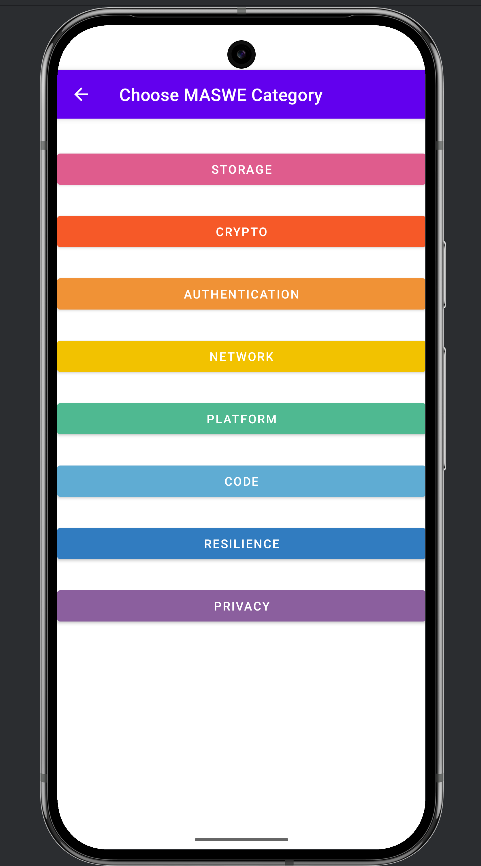 Choose MASWE Category
STORAGE
CRYPTO
AUTHENTICATION
NETWORK
PLATFORM
CODE
RESILIENCE
PRIVACY